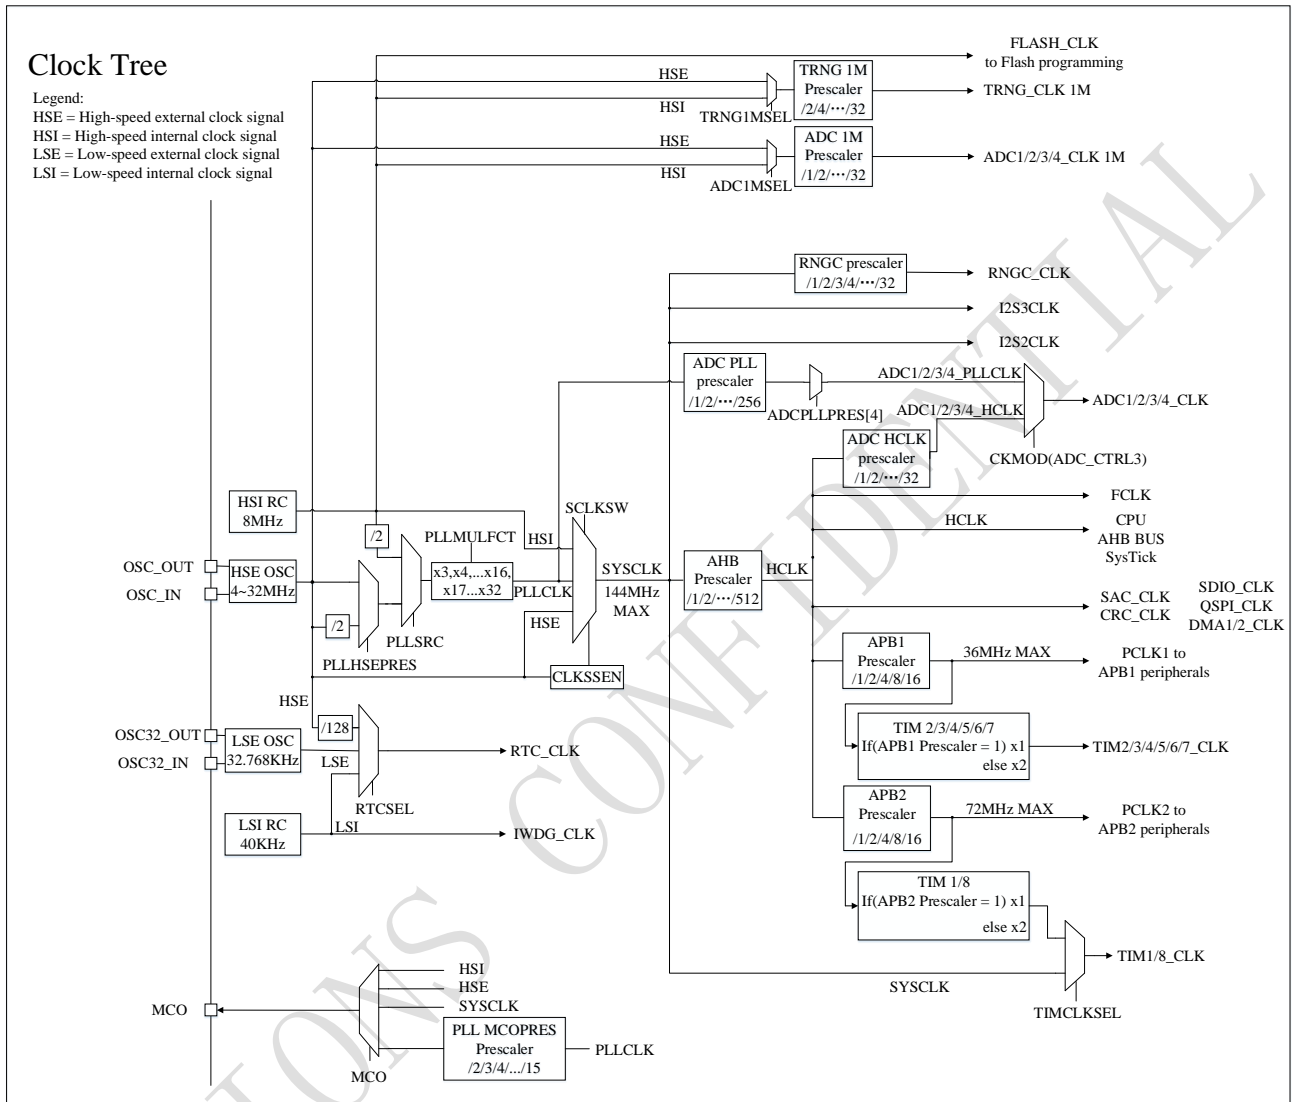 Clock Tree
Legend:
HSE = High-speed external clock signal
HSI = High-speed internal clock signal
LSE = Low-speed external clock signal
LSI = Low-speed internal clock signal
FLASH_CLK
to Flash programming
HSE
HSI
TRNG1MSEL
TRNG 1M
Prescaler
/2/4/···/32
TRNG_CLK 1M
HSE
HSI
ADC1MSEL
ADC 1M
Prescaler
/1/2/···/32
ADC1/2/3/4_CLK 1M
RNGC prescaler
/1/2/3/4/···/32
RNGC_CLK
I2S3CLK
I2S2CLK
ADC PLL
prescaler
/1/2/···/256
ADCPLLPRES[4]
ADC1/2/3/4_PLLCLK
ADC1/2/3/4_HCLK
ADC1/2/3/4_CLK
CKMOD(ADC_CTRL3)
ADC HCLK
prescaler
/1/2/···/32
FCLK
HCLK
CPU
AHB BUS
SysTick
HSI RC
8MHz
/2
PLLMULFCT
HSI
SCLKSW
OSC_OUT
OSC_IN
HSE OSC
4~32MHz
/2
PLLHSEPRES
PLLSRC
x3,x4,...x16,
x17...x32
PLLCLK
HSE
CLKSSEN
SYSCLK
144MHz
MAX
AHB
Prescaler
/1/2/···/512
HCLK
SAC_CLK
CRC_CLK
SDIO_CLK
QSPI_CLK
DMA1/2_CLK
APB1
Prescaler
/1/2/4/8/16
36MHz MAX
PCLK1 to
APB1 peripherals
HSE
/128
OSC32_OUT
OSC32_IN
LSE OSC
32.768KHz
LSE
RTC_CLK
RTCSEL
TIM 2/3/4/5/6/7
If(APB1 Prescaler = 1) x1
else x2
TIM2/3/4/5/6/7_CLK
LSI RC
40KHz
LSI
IWDG_CLK
APB2
Prescaler
/1/2/4/8/16
72MHz MAX
PCLK2 to
APB2 peripherals
TIM 1/8
If(APB2 Prescaler = 1) x1
else x2
TIM1/8_CLK
SYSCLK
TIMCLKSEL
MCO
HSI
HSE
SYSCLK
PLL MCOPRES
Prescaler
/2/3/4/.../15
PLLCLK
MCO
IONS CONFIDENTIAL